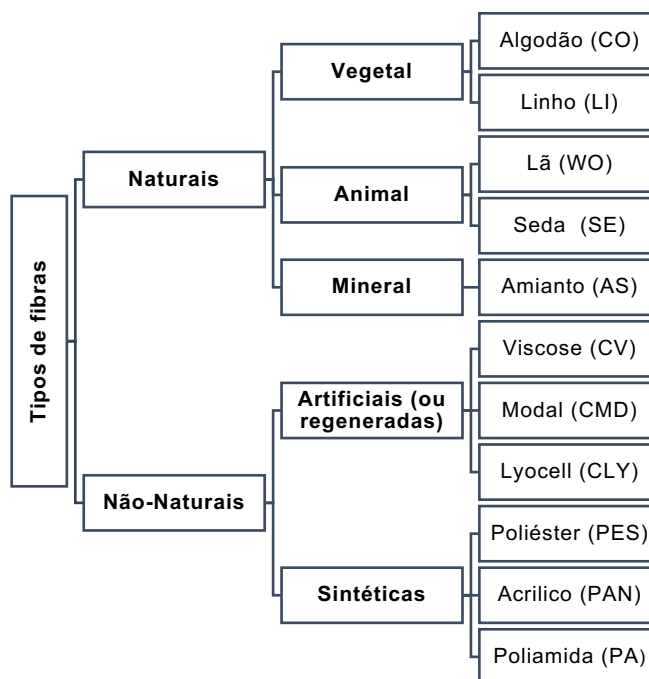 Tipos de fibras
Naturais
Vegetal
Algodão (CO)
Linho (LI)
Animal
Lã (WO)
Seda (SE)
Mineral
Amianto (AS)
Não-Naturais
Artificiais (ou
regeneradas)
Viscose (CV)
Modal (CMD)
Lyocell (CLY)
Sintéticas
Poliéster (PES)
Acrilico (PAN)
Poliamida (PA)